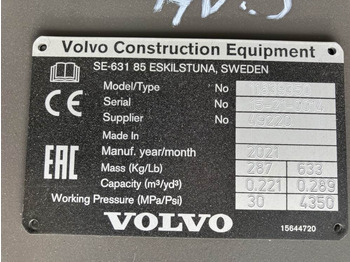 Volvo Construction Equipment
SE-631 85 ESKILSTUNA, SWEDEN
Model/Type No
CE Serial No
Supplier No
Made in
EAC Manuf. year/month 2021
Mass (Kg/Lb) 287 633
Capacity (m³/yd³) 0.221 0.289
Working Pressure (MPa/Psi) 30 4350
VOLVO
15644720